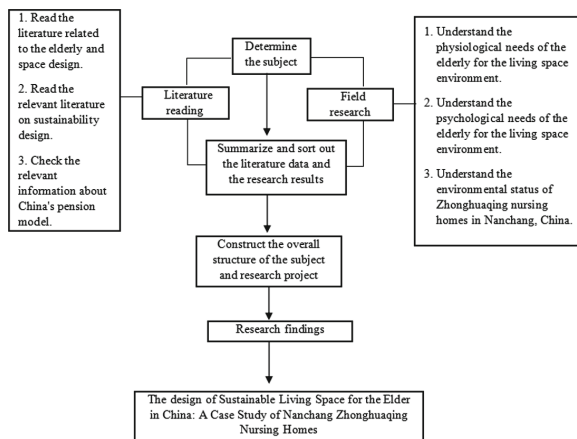 1. Read the
literature related
to the elderly and
space design.
2. Read the
relevant literature
on sustainability
design.
3. Check the
relevant
information about
China's pension
model.
Determine
the subject
Literature
reading
Field
research
1. Understand the
physiological needs of the
elderly for the living space
environment.
2. Understand the
psychological needs of the
elderly for the living space
environment.
3. Understand the
environmental status of
Zhonghuaqing nursing
homes in Nanchang, China.
Summarize and sort out
the literature data and
the research results
Construct the overall
structure of the subject
and research project
Research findings
The design of Sustainable Living Space for the Elder
in China: A Case Study of Nanchang Zhonghuaqing
Nursing Homes